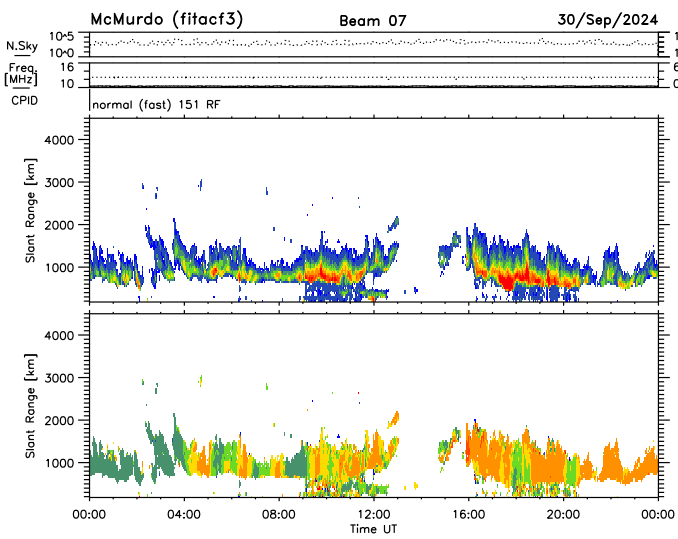 McMurdo (fitacf3) Beam 07 30/Sep/2024
N.Sky 10^5 10^0
Freq. [MHz] 16 10
CPID normal (fast) 151 RF
Slant Range [km] 4000 3000 2000 1000
Slant Range [km] 4000 3000 2000 1000
00:00 04:00 08:00 12:00 16:00 20:00 00:00
Time UT